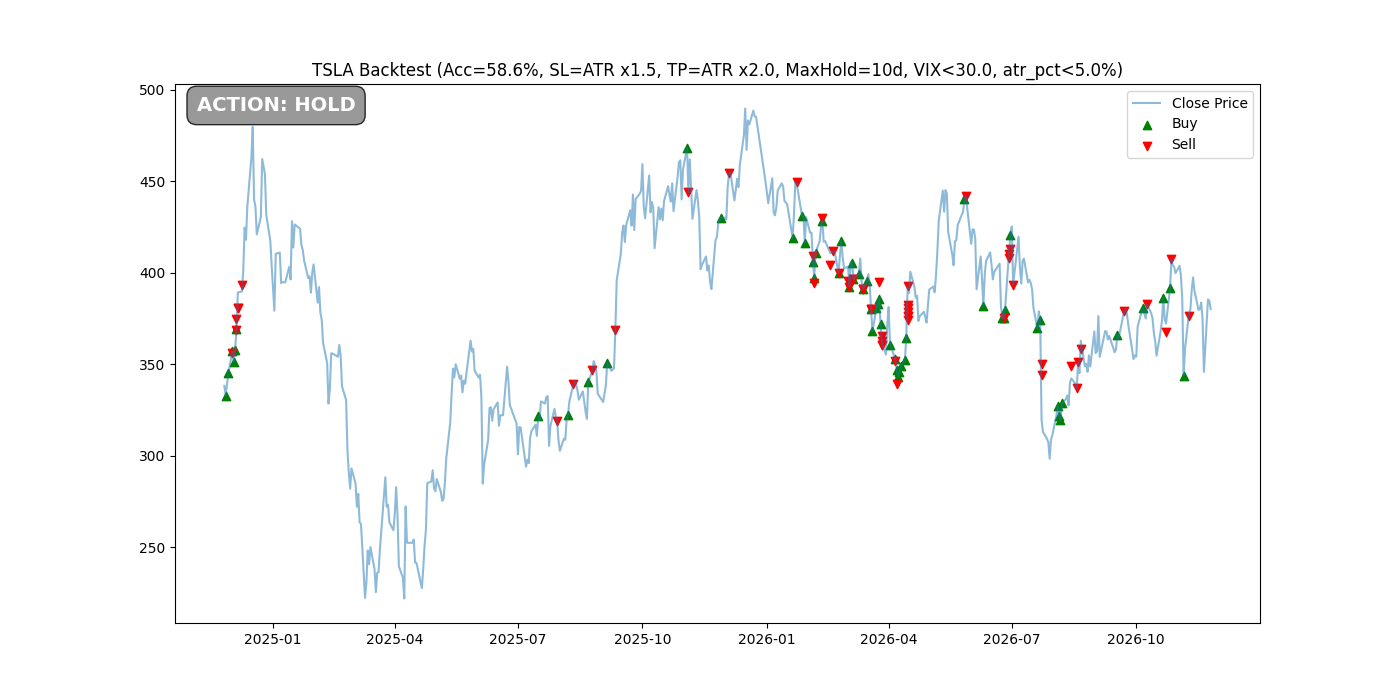 TSLA Backtest (Acc=58.6%, SL=ATR x1.5, TP=ATR x2.0, MaxHold=10d, VIX<30.0, atr_pct<5.0%)
ACTION: HOLD
Close Price
Buy
Sell
500
450
400
350
300
250
2025-01
2025-04
2025-07
2025-10
2026-01
2026-04
2026-07
2026-10